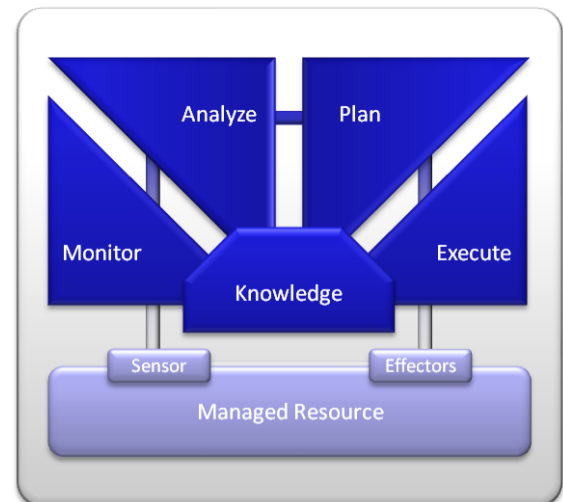 Analyze
Plan
Monitor
Execute
Knowledge
Sensor
Effectors
Managed Resource